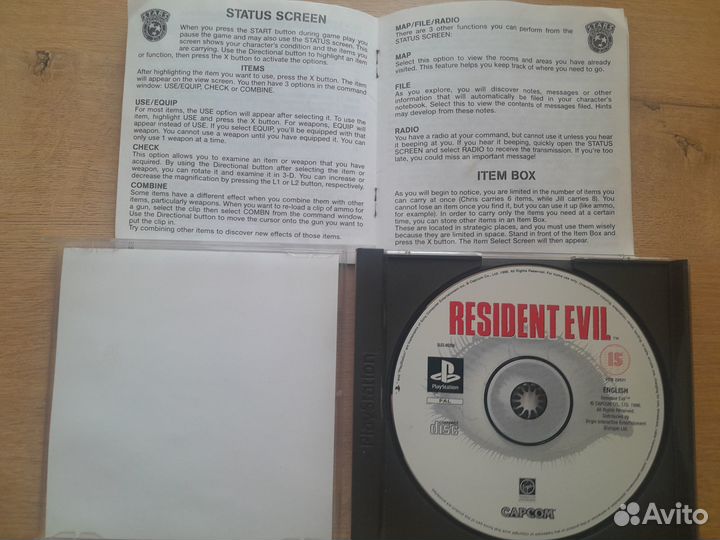 STATUS SCREEN
When you press the START button during game play you
pause the game and may also use the STATUS screen. This
screen shows your character's condition and the items you
are carrying. Use the Directional button to highlight an item
or function, then press the X button to activate the options.
ITEMS
After highlighting the item you want to use, press the X button. The item
will appear on the view screen. You then have 3 options in the command
window: USE/EQUIP, CHECK or COMBINE.
USE/EQUIP
For most items, the USE option will appear after selecting it. To use the
item, highlight USE and press the X button. For weapons, EQUIP will
appear instead of USE. If you select EQUIP, you'll be equipped with that
weapon. You cannot use a weapon until you have equipped it. You can
only use 1 weapon at a time.
CHECK
This option allows you to examine an item or weapon that you have
acquired. By using the Directional button after selecting the item or
weapon, you can rotate it and examine it in 3-D. You can increase or
decrease the magnification by pressing the L1 or L2 button, respectively.
COMBINE
Some items have a different effect when you combine them with other
items, particularly weapons. When you want to re-load a clip of ammo for
a gun, select the clip then select COMBN from the command window.
Use the Directional button to move the cursor onto the gun you want to
put the clip in.
Try combining other items to discover new effects of those items.
STARS
MAP/FILE/RADIO
There are 3 other functions you can perform from the
STATUS SCREEN:
MAP
Select this option to view the rooms and areas you have already
visited. This feature helps you keep track of where you need to go.
FILE
As you explore, you will discover notes, messages or other
information that will automatically be filed in your character's
notebook. Select this to view the contents of messages filed. Hints
may develop from these notes.
RADIO
You have a radio at your command, but cannot use it unless you hear
it beeping at you. If you hear it beeping, quickly open the STATUS
SCREEN and select RADIO to receive the transmission. If you're too
late, you could miss an important message!
ITEM BOX
As you will begin to notice, you are limited in the number of items you
can carry at once (Chris carries 6 items, while Jill carries 8). You
cannot lose an item once you find it, but you can use it up (like ammo,
for example). In order to carry only the items you need at a certain
time, you can store other items in an Item Box.
These are located in strategic places, and you must use them wisely
because they are limited in space. Stand in front of the Item Box and
press the X button. The Item Select Screen will then appear.
STARS
PlayStation
RESIDENT EVIL
15
PlayStation
PAL
ENGLISH
Resident Evil™
© CAPCOM CO., LTD. 1996.
All Rights Reserved.
Distributed by
Virgin Interactive Entertainment
(Europe) Ltd.
COMPACT
disc
CAPCOM
Avito